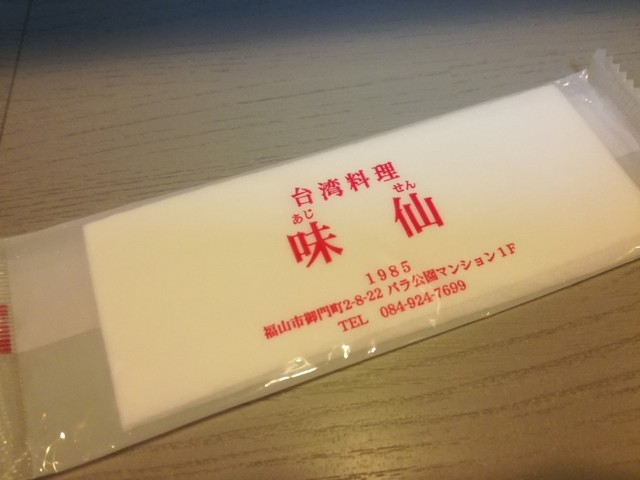 台湾料理
あじ せん
味仙
1985
福山市御門町2-8-22 バラ公園マンション1F
TEL 084-924-7699